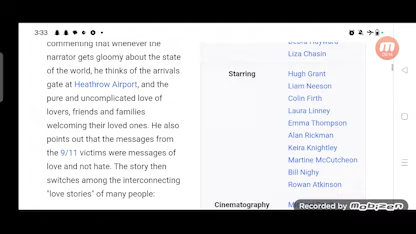 3:33
commenting that whenever the
narrator gets gloomy about the state
of the world, he thinks of the arrivals
gate at Heathrow Airport, and the
pure and uncomplicated love of
lovers, friends and families
welcoming their loved ones. He also
points out that the messages from
the 9/11 victims were messages of
love and not hate. The story then
switches among the interconnecting
"love stories" of many people:
Debra Hayward
Liza Chasin
Starring
Hugh Grant
Liam Neeson
Colin Firth
Laura Linney
Emma Thompson
Alan Rickman
Keira Knightley
Martine McCutcheon
Bill Nighy
Rowan Atkinson
Cinematography
Recorded by mobizen